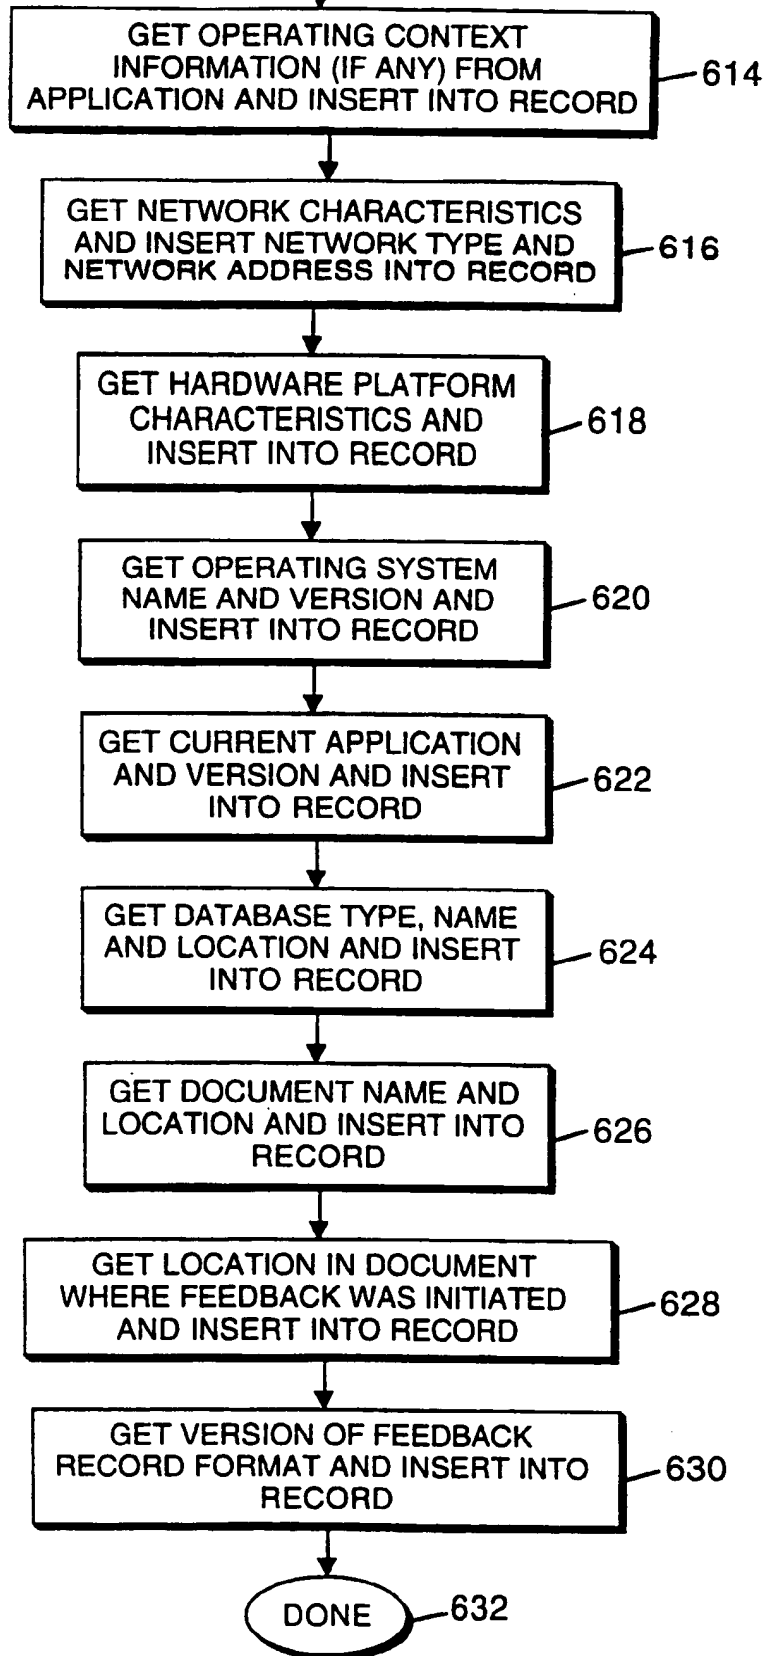 GET OPERATING CONTEXT
INFORMATION (IF ANY) FROM
APPLICATION AND INSERT INTO RECORD
614
GET NETWORK CHARACTERISTICS
AND INSERT NETWORK TYPE AND
NETWORK ADDRESS INTO RECORD
616
GET HARDWARE PLATFORM
CHARACTERISTICS AND
INSERT INTO RECORD
618
GET OPERATING SYSTEM
NAME AND VERSION AND
INSERT INTO RECORD
620
GET CURRENT APPLICATION
AND VERSION AND INSERT
INTO RECORD
622
GET DATABASE TYPE, NAME
AND LOCATION AND INSERT
INTO RECORD
624
GET DOCUMENT NAME AND
LOCATION AND INSERT INTO
RECORD
626
GET LOCATION IN DOCUMENT
WHERE FEEDBACK WAS INITIATED
AND INSERT INTO RECORD
628
GET VERSION OF FEEDBACK
RECORD FORMAT AND INSERT INTO
RECORD
630
DONE
632